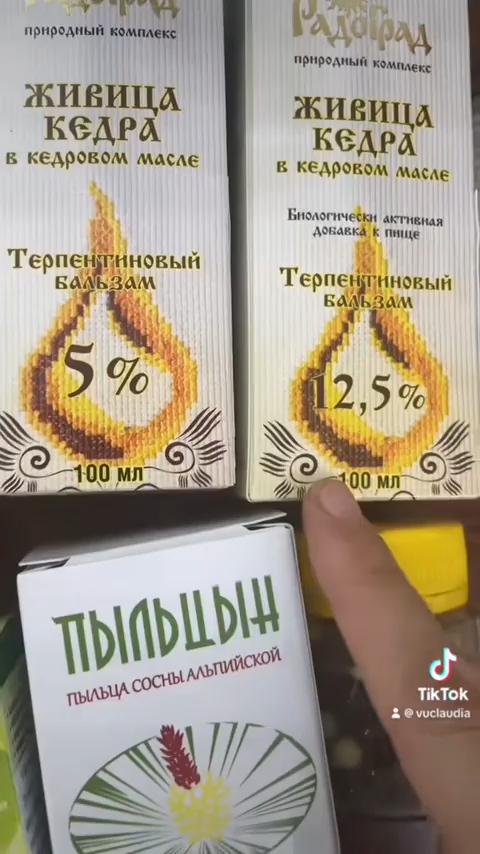 РадоГрад
природный комплекс
ЖИВИЦА
КЕДРА
в кедровом масле
Терпентиновый
бальзам
5%
100 мл
РадоГрад
природный комплекс
ЖИВИЦА
КЕДРА
в кедровом масле
Биологически активная
добавка к пище
Терпентиновый
бальзам
12,5%
100 мл
ПЫЛЬЦЫН
ПЫЛЬЦА СОСНЫ АЛЬПИЙСКОЙ
TikTok
@vuclaudia